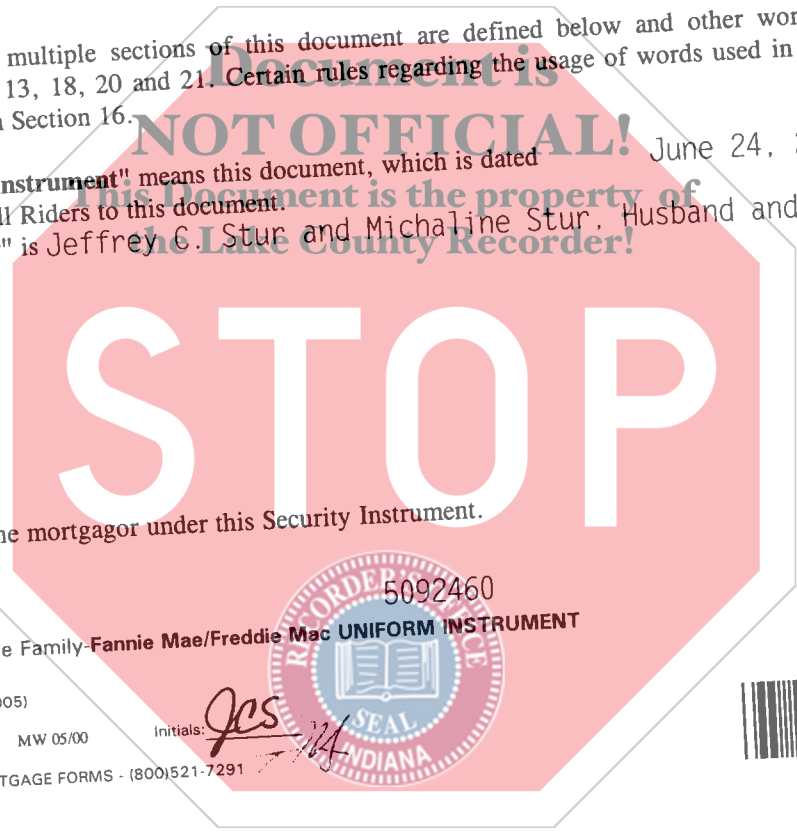 multiple sections of this document are defined below and other wor
13, 18, 20 and 21. Certain rules regarding the usage of words used in
Section 16.
Document is
NOT OFFICIAL!
This Document is the property of
the Lake County Recorder!
nstrument" means this document, which is dated June 24,
ll Riders to this document.
" is Jeffrey C. Stur and Michaline Stur, Husband and
STOP
he mortgagor under this Security Instrument.
5092460
e Family-Fannie Mae/Freddie Mac UNIFORM INSTRUMENT
005)
MW 05/00
Initials: JCS
TGAGE FORMS - (800)521-7291
RECORDER'S OFFICE
SEAL
INDIANA